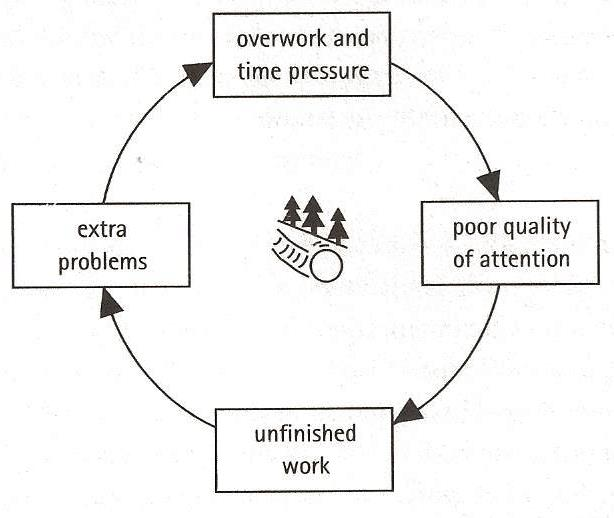 overwork and
time pressure
poor quality
of attention
unfinished
work
extra
problems